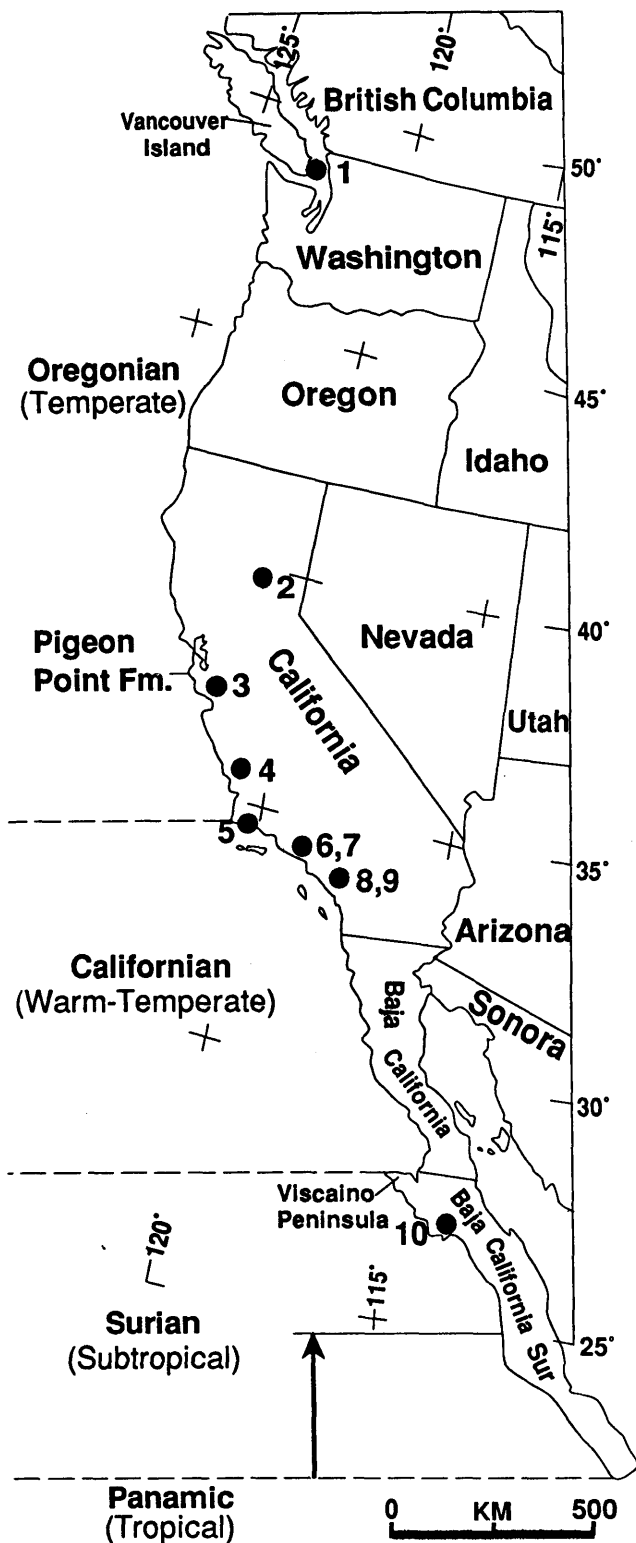 125°
120°
British Columbia
Vancouver
Island
1
50°
115°
Washington
Oregonian
(Temperate)
Oregon
45°
Idaho
2
Pigeon
Point Fm.
3
California
Nevada
40°
Utah
4
5
6,7
8,9
35°
Arizona
Californian
(Warm-Temperate)
Baja
California
Sonora
30°
Viscaino
Peninsula
10
Baja California Sur
120°
115°
Surian
(Subtropical)
25°
Panamic
(Tropical)
0 KM 500